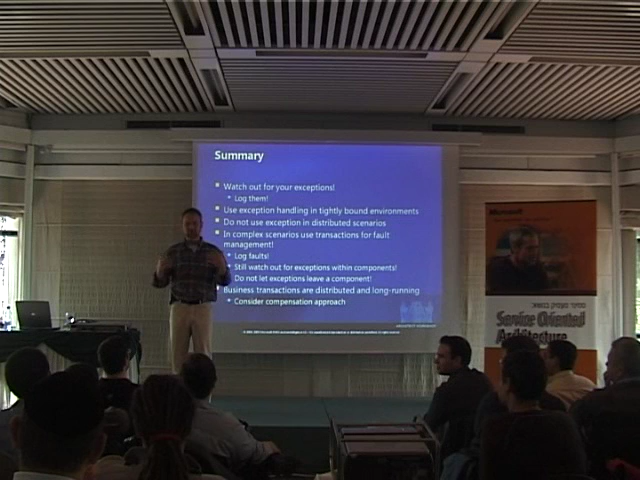 Summary
Watch out for your exceptions!
Log them!
Use exception handling in tightly bound environments
Do not use exception in distributed scenarios
In complex scenarios use transactions for fault
management!
Log faults!
Still watch out for exceptions within components!
Do not let exceptions leave a component!
Business transactions are distributed and long-running
Consider compensation approach
Microsoft
Service Oriented
Architecture